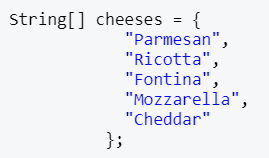 String[] cheeses = {
"Parmesan",
"Ricotta",
"Fontina",
"Mozzarella",
"Cheddar"
};